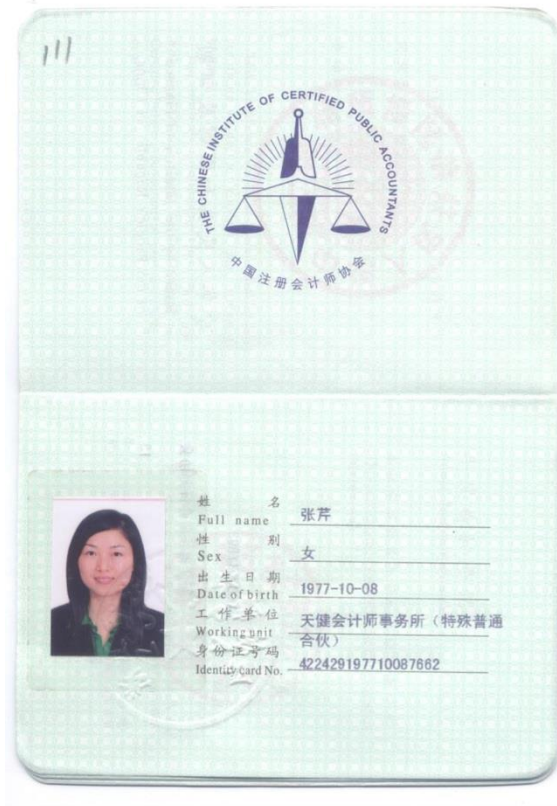 111
THE CHINESE INSTITUTE OF CERTIFIED PUBLIC ACCOUNTANTS
中国注册会计师协会
姓 名 张芹
Full name
性 别 女
Sex
出 生 日 期 1977-10-08
Date of birth
工 作 单 位 天健会计师事务所（特殊普通
Working unit 合伙）
身份证号码 422429197710087662
Identity card No.